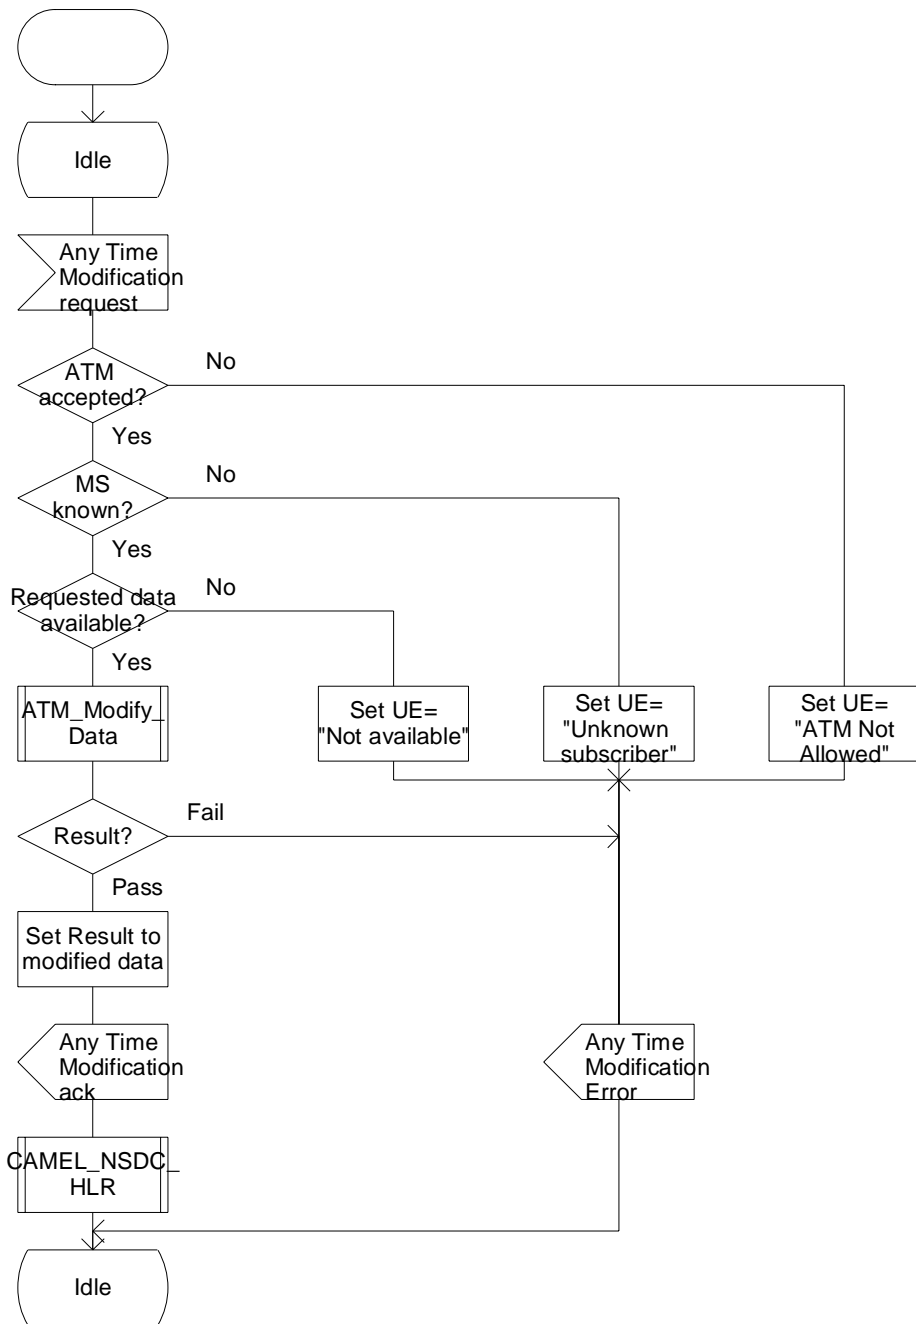 Idle
Any Time
Modification
request
ATM
accepted?
No
Yes
MS
known?
No
Yes
Requested data
available?
No
Yes
ATM_Modify_
Data
Set UE=
"Not available"
Set UE=
"Unknown
subscriber"
Set UE=
"ATM Not
Allowed"
Result?
Fail
Pass
Set Result to
modified data
Any Time
Modification
ack
Any Time
Modification
Error
CAMEL_NSDC_
HLR
Idle